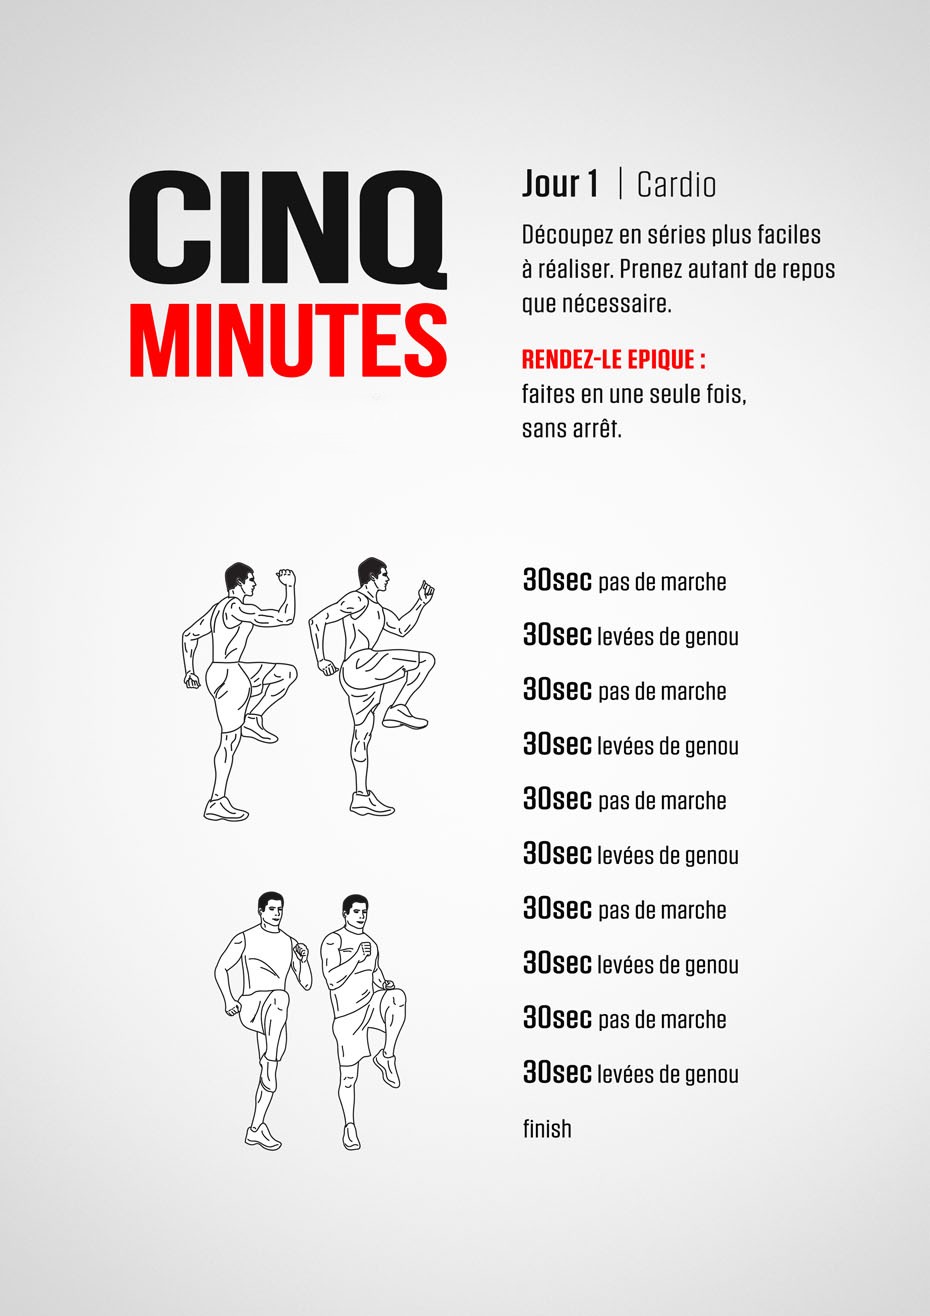 CINQ
MINUTES
Jour 1 | Cardio
Découpez en séries plus faciles
à réaliser. Prenez autant de repos
que nécessaire.
RENDEZ-LE EPIQUE :
faites en une seule fois,
sans arrêt.
30sec pas de marche
30sec levées de genou
30sec pas de marche
30sec levées de genou
30sec pas de marche
30sec levées de genou
30sec pas de marche
30sec levées de genou
30sec pas de marche
30sec levées de genou
finish